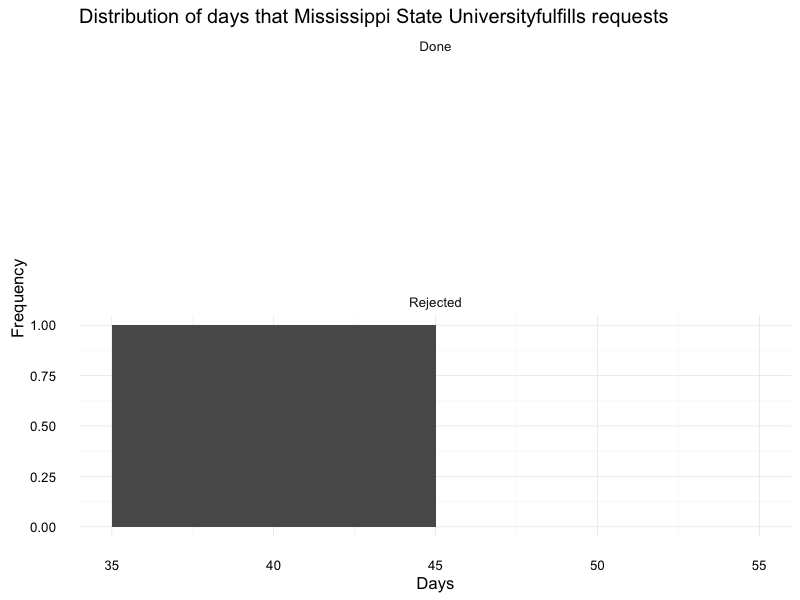 Distribution of days that Mississippi State Universityfulfills requests
Done
Rejected
Frequency
1.00
0.75
0.50
0.25
0.00
35 40 45 50 55
Days